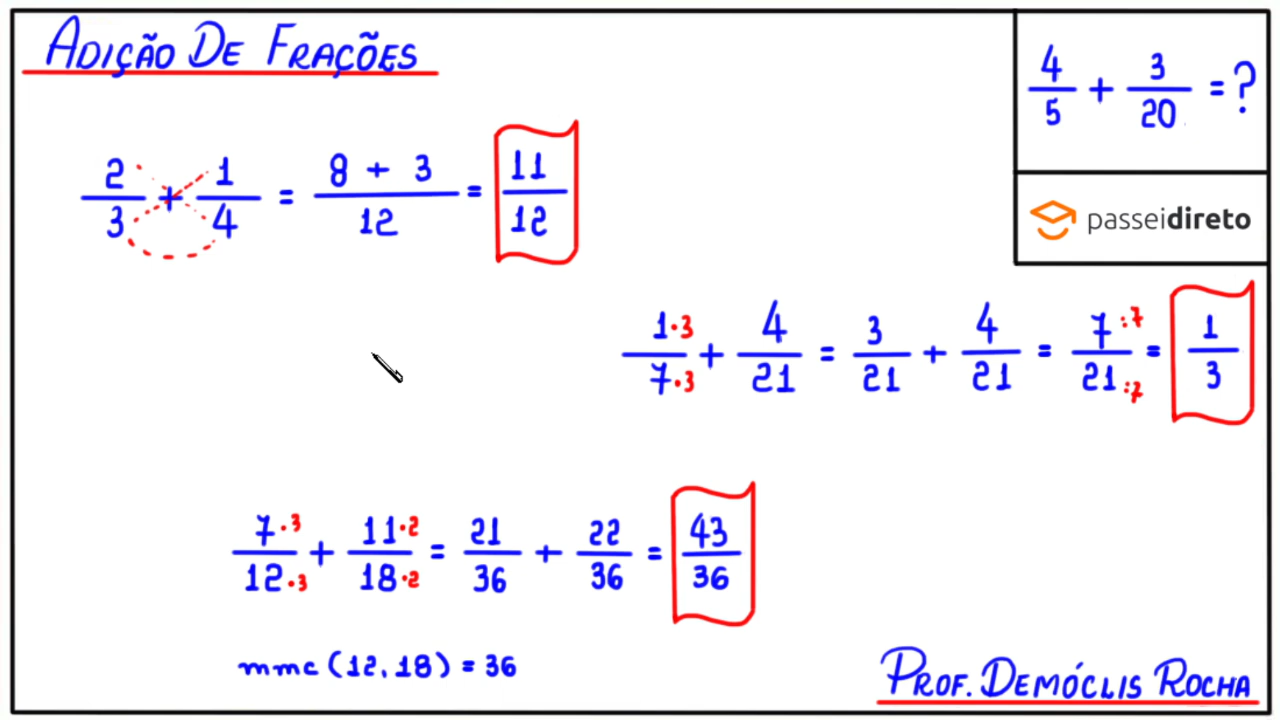 ADIÇÃO DE FRAÇÕES
4/5 + 3/20 = ?
passeidireto
2/3 + 1/4 = (8 + 3)/12 = 11/12
(1·3)/(7·3) + 4/21 = 3/21 + 4/21 = (7:7)/(21:7) = 1/3
(7·3)/(12·3) + (11·2)/(18·2) = 21/36 + 22/36 = 43/36
mmc (12,18) = 36
PROF. DEMÓCLIS ROCHA